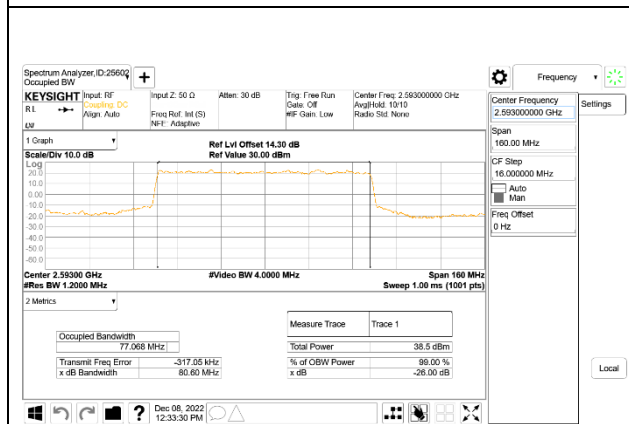 Spectrum Analyzer,ID:25602
Occupied BW
+
Frequency
KEYSIGHT
Input: RF
Input Z: 50 Ω
Atten: 30 dB
Trig: Free Run
Center Freq: 2.593000000 GHz
R L
Coupling: DC
Gate: Off
Avg|Hold: 10/10
Align: Auto
Freq Ref: Int (S)
#IF Gain: Low
Radio Std: None
NFE: Adaptive
Center Frequency
2.593000000 GHz
Settings
Span
160.00 MHz
CF Step
16.000000 MHz
Auto
Man
Freq Offset
0 Hz
1 Graph
Ref Lvl Offset 14.30 dB
Scale/Div 10.0 dB
Ref Value 30.00 dBm
Log
20.0
10.0
0.00
-10.0
-20.0
-30.0
-40.0
-50.0
-60.0
Center 2.59300 GHz
#Video BW 4.0000 MHz
Span 160 MHz
#Res BW 1.2000 MHz
Sweep 1.00 ms (1001 pts)
2 Metrics
Measure Trace
Trace 1
Occupied Bandwidth
77.068 MHz
Total Power
38.5 dBm
Transmit Freq Error
-317.05 kHz
% of OBW Power
99.00 %
x dB Bandwidth
80.60 MHz
x dB
-26.00 dB
Local
?
Dec 08, 2022
12:33:30 PM